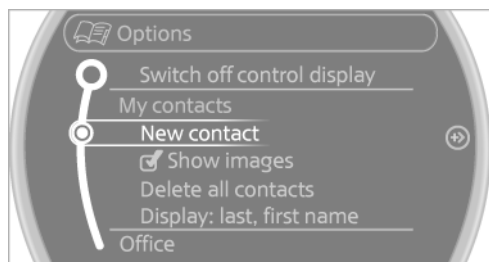 Options
Switch off control display
My contacts
New contact
Show images
Delete all contacts
Display: last, first name
Office